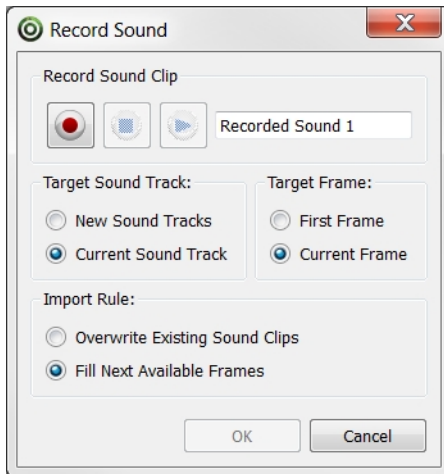 Record Sound
Record Sound Clip
Recorded Sound 1
Target Sound Track:
New Sound Tracks
Current Sound Track
Target Frame:
First Frame
Current Frame
Import Rule:
Overwrite Existing Sound Clips
Fill Next Available Frames
OK
Cancel